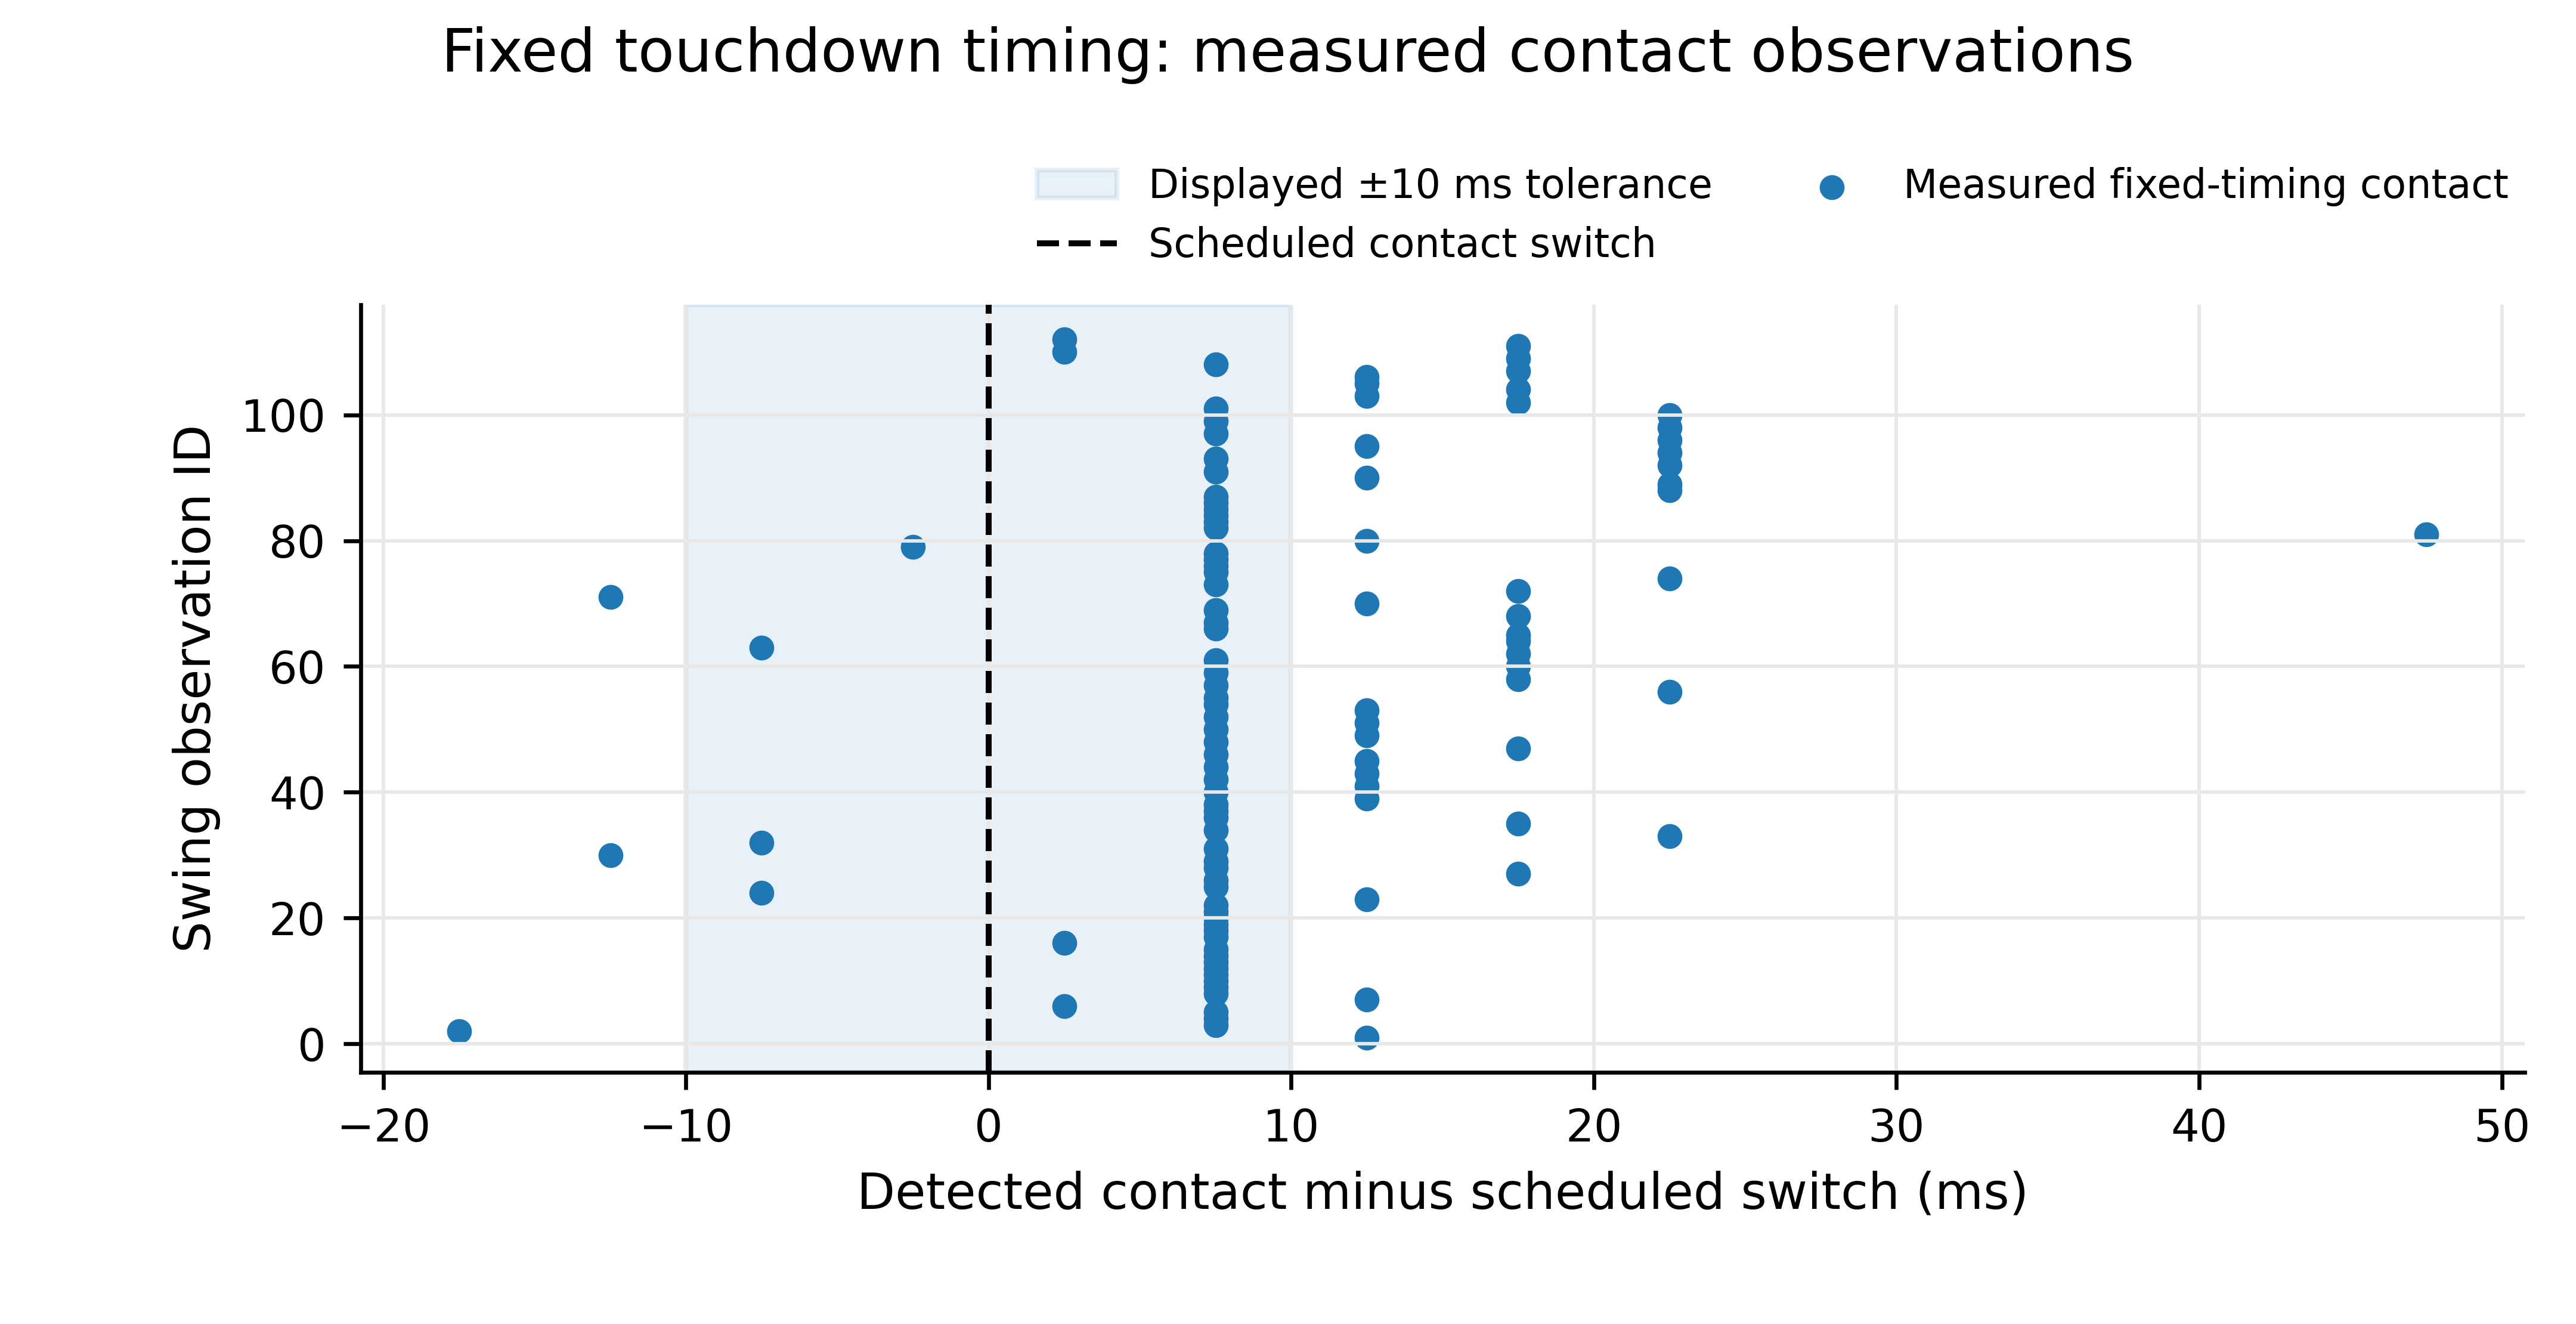 Fixed touchdown timing: measured contact observations
Displayed ±10 ms tolerance
Measured fixed-timing contact
Scheduled contact switch
Swing observation ID
100
80
60
40
20
0
−20 −10 0 10 20 30 40 50
Detected contact minus scheduled switch (ms)